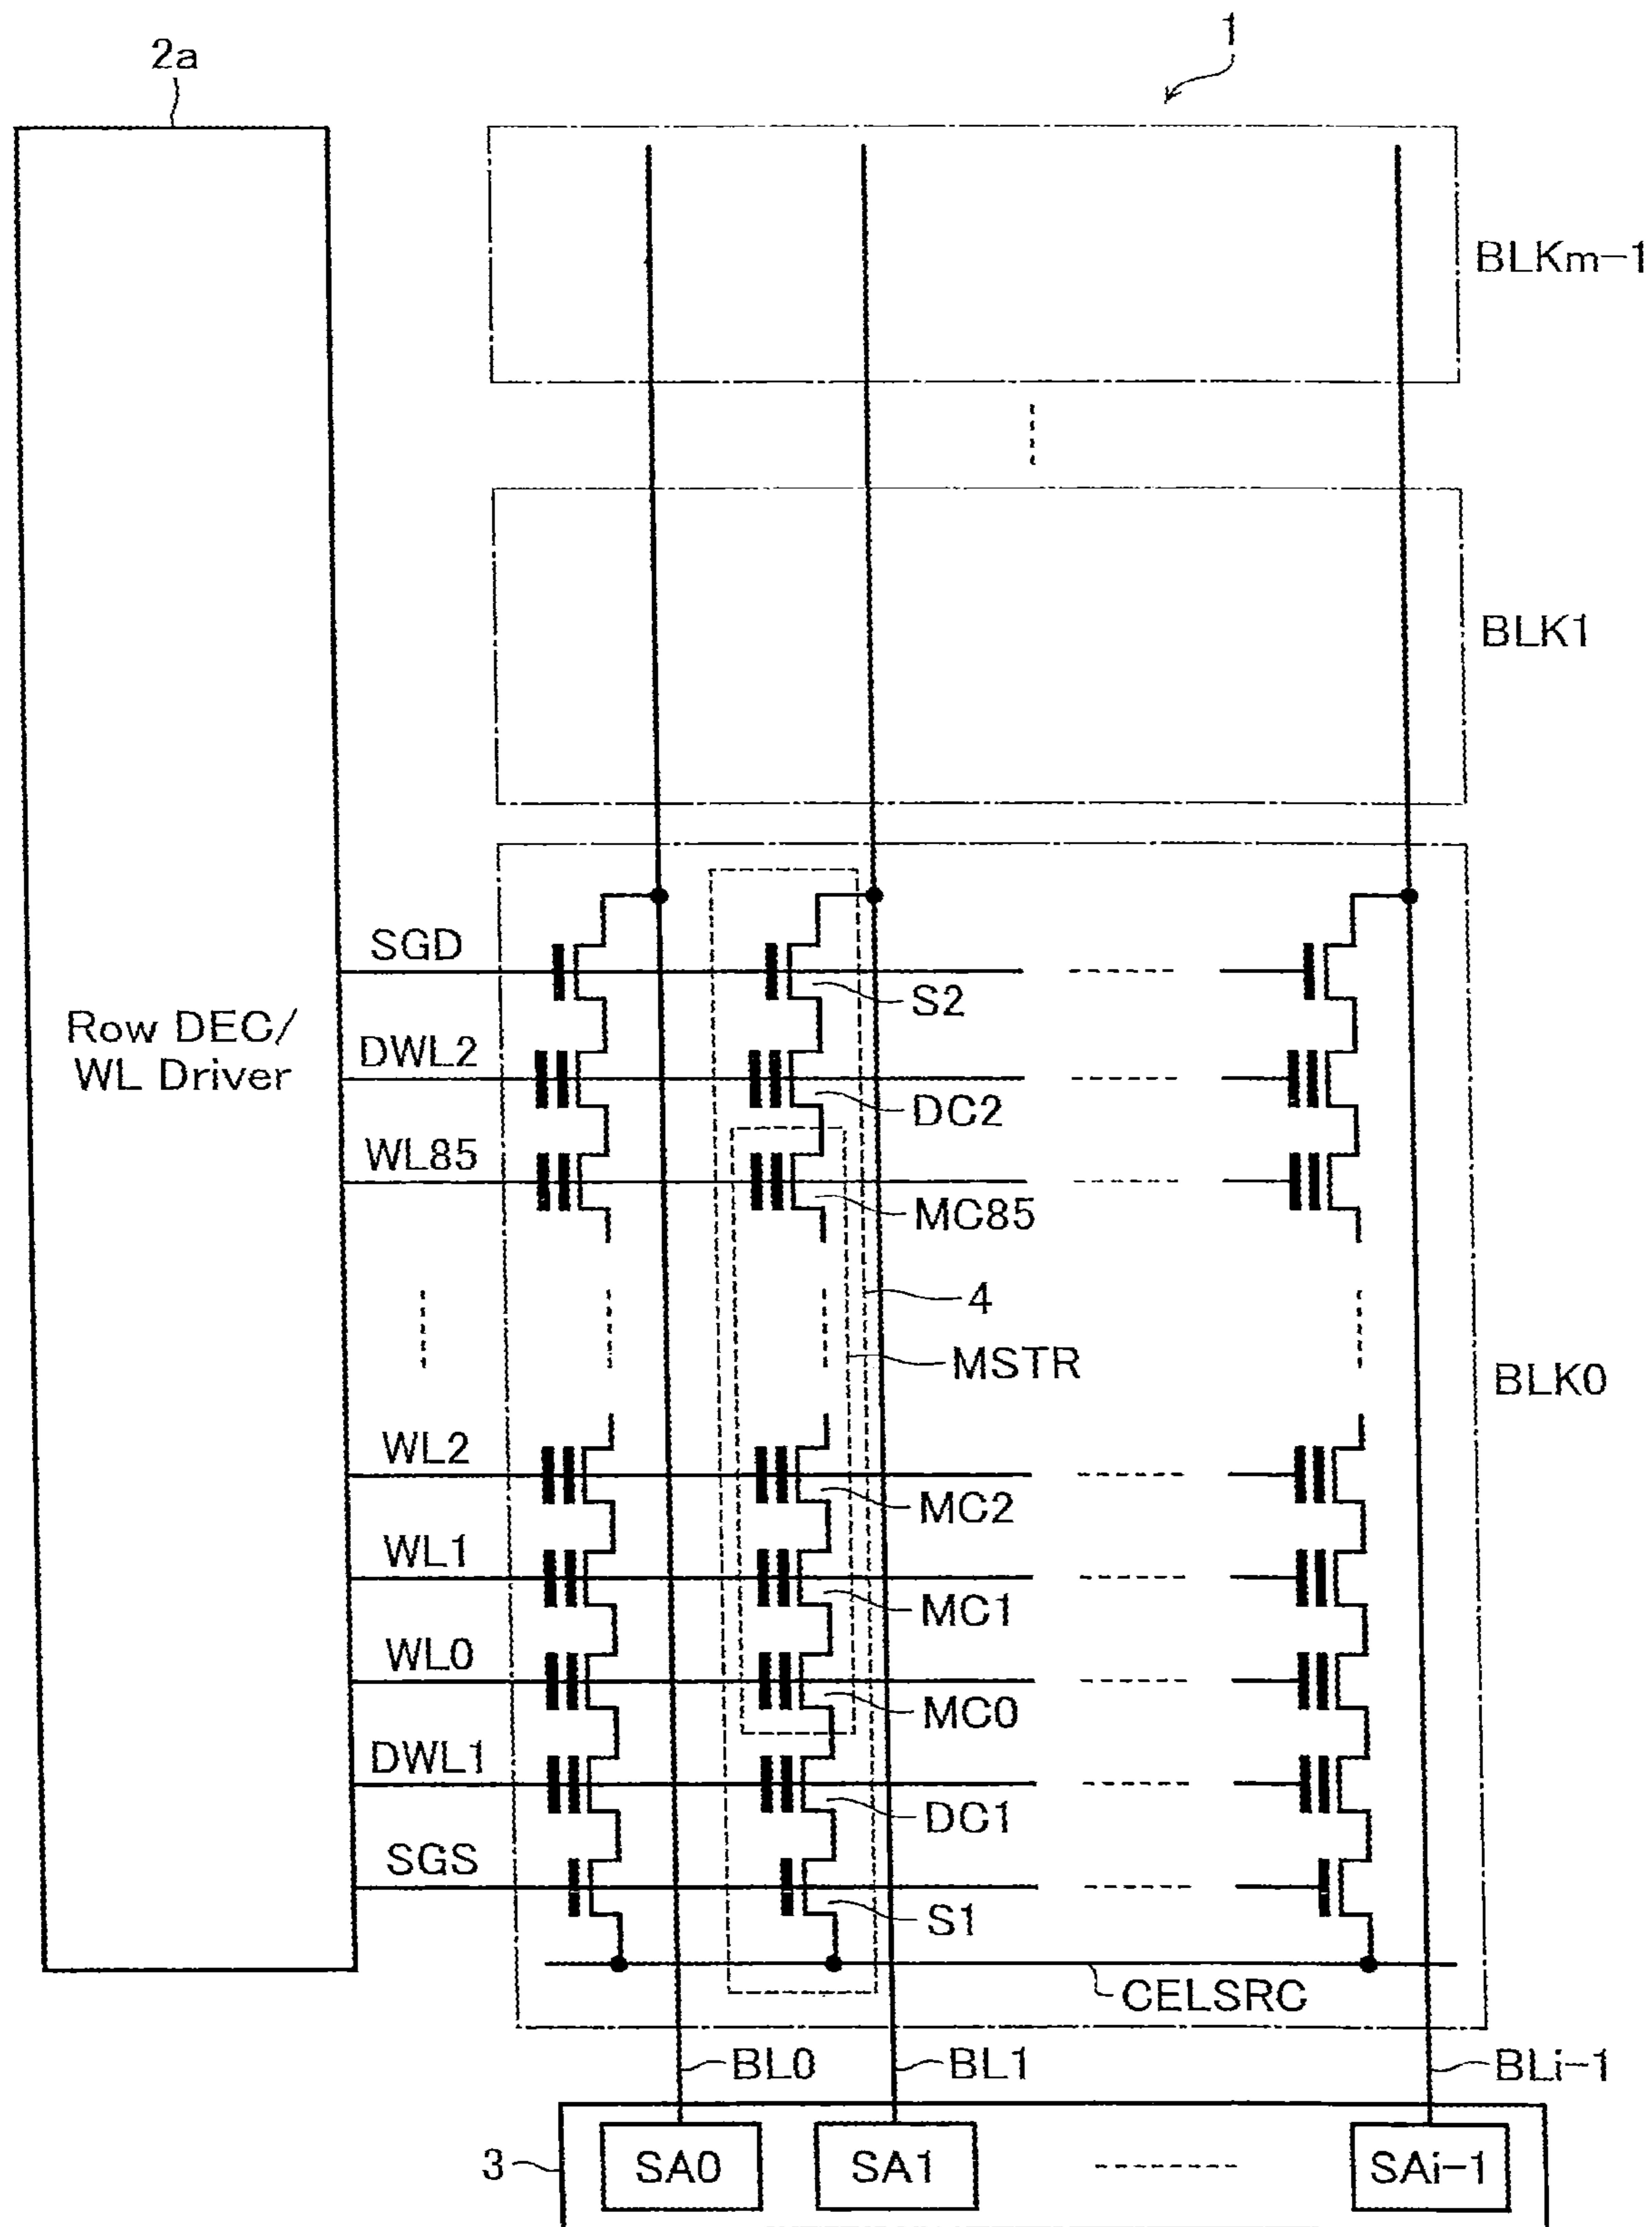 1
2a
BLKm-1
BLK1
SGD
S2
Row DEC/
WL Driver
DWL2
DC2
WL85
MC85
4
MSTR
BLK0
WL2
MC2
WL1
MC1
WL0
MC0
DWL1
DC1
SGS
S1
CELSRC
BL0
BL1
BLi-1
3
SA0
SA1
SAi-1